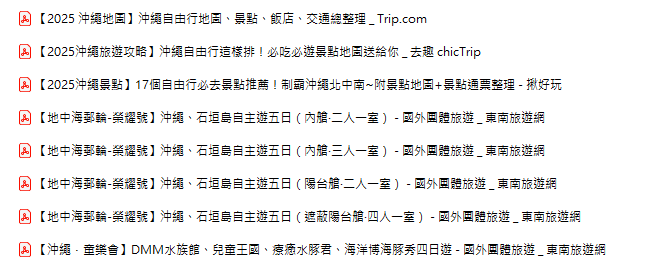 【2025 沖繩地圖】沖繩自由行地圖、景點、飯店、交通總整理 _ Trip.com
【2025沖繩旅遊攻略】沖繩自由行這樣排！必吃必遊景點地圖送給你 _ 去趣 chicTrip
【2025沖繩景點】17個自由行必去景點推薦！制霸沖繩北中南~附景點地圖+景點通票整理 - 揪好玩
【地中海郵輪-榮耀號】沖繩、石垣島自主遊五日（內艙‧二人一室） - 國外團體旅遊 _ 東南旅遊網
【地中海郵輪-榮耀號】沖繩、石垣島自主遊五日（內艙‧三人一室） - 國外團體旅遊 _ 東南旅遊網
【地中海郵輪-榮耀號】沖繩、石垣島自主遊五日（陽台艙‧二人一室） - 國外團體旅遊 _ 東南旅遊網
【地中海郵輪-榮耀號】沖繩、石垣島自主遊五日（遮蔽陽台艙‧四人一室） - 國外團體旅遊 _ 東南旅遊網
【沖繩．童樂會】DMM水族館、兒童王國、療癒水豚君、海洋博海豚秀四日遊 - 國外團體旅遊 _ 東南旅遊網